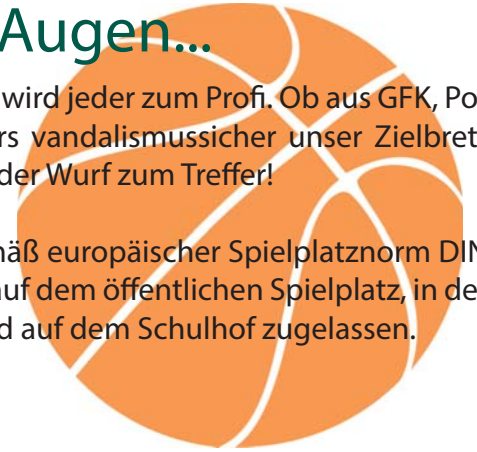 Augen...
wird jeder zum Profi. Ob aus GFK, Po
rs vandalismussicher unser Zielbret
der Wurf zum Treffer!
mäß europäischer Spielplatznorm DIN
auf dem öffentlichen Spielplatz, in de
d auf dem Schulhof zugelassen.